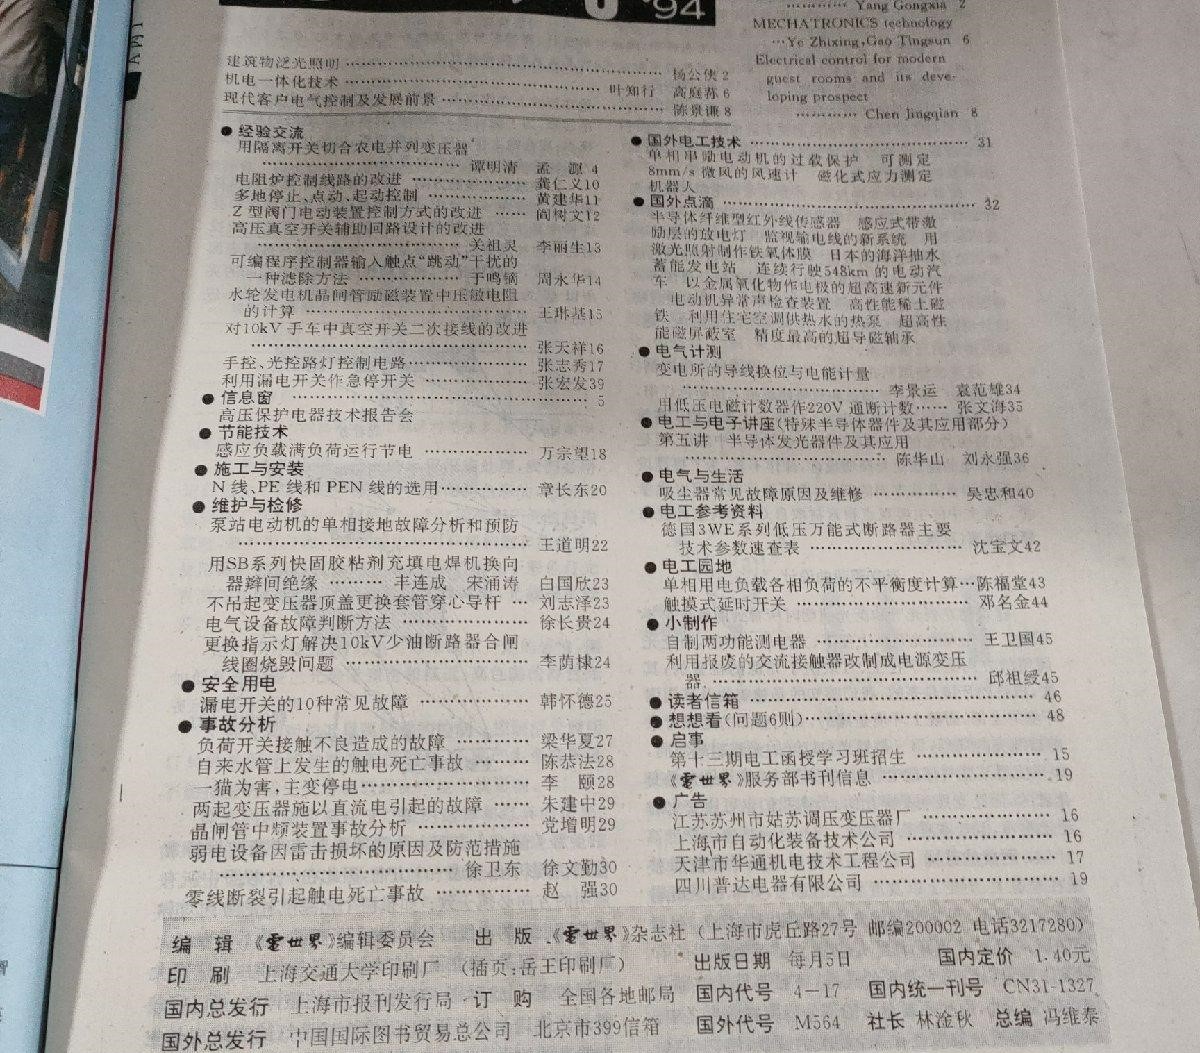 '94
建筑物泛光照明……杨公侠 2
机电一体化技术……叶知行 高庭荪 6
现代客户电气控制及发展前景……陈景谦 8
…………Yang Gongxia 2
MECHATRONICS technology
…Ye Zhixing,Gao Tingsun 6
Electrical control for modern
guest rooms and its deve-
loping prospect
…………Chen Jingqian 8
●经验交流
用隔离开关切合农电并列变压器
……谭明清 孟 源 4
电阻炉控制线路的改进……龚仁义10
多地停止、点动、起动控制……黄建华11
Z 型阀门电动装置控制方式的改进……阎树文12
高压真空开关辅助回路设计的改进
……关祖灵 李丽生13
可编程序控制器输入触点“跳动”干扰的
一种滤除方法……于鸣镝 周永华14
水轮发电机晶闸管励磁装置中压敏电阻
的计算……王琳基15
对10kV 手车中真空开关二次接线的改进
……张天祥16
手控、光控路灯控制电路……张志秀17
利用漏电开关作急停开关……张宏发39
●信息窗……5
高压保护电器技术报告会
●节能技术
感应负载满负荷运行节电……万宗望18
●施工与安装
N 线、PE 线和 PEN 线的选用……章长东20
●维护与检修
泵站电动机的单相接地故障分析和预防
……王道明22
用SB系列快固胶粘剂充填电焊机换向
器辬间绝缘……丰连成 宋涌涛 白国欣23
不吊起变压器顶盖更换套管穿心导杆…刘志泽23
电气设备故障判断方法……徐长贵24
更换指示灯解决10kV少油断路器合闸
线圈烧毁问题……李荫棣24
●安全用电
漏电开关的10种常见故障……韩怀德25
●事故分析
负荷开关接触不良造成的故障……梁华夏27
自来水管上发生的触电死亡事故……陈恭法28
一猫为害,主变停电……李 颐28
两起变压器施以直流电引起的故障……朱建中29
晶闸管中频装置事故分析……党增明29
弱电设备因雷击损坏的原因及防范措施
……徐卫东 徐文勤30
零线断裂引起触电死亡事故……赵 强30
●国外电工技术……31
单相串励电动机的过载保护 可测定
8mm/s 微风的风速计 磁化式应力测定
机器人
●国外点滴……32
半导体纤维型红外线传感器 感应式带激
励层的放电灯 监视输电线的新系统 用
激光照射制作铁氧体膜 日本的海洋抽水
蓄能发电站 连续行驶548km 的电动汽
车 以金属氧化物作电极的超高速新元件
电动机异常声检查装置 高性能稀土磁
铁 利用住宅空调供热水的热泵 超高性
能磁屏蔽室 精度最高的超导磁轴承
●电气计测
变电所的导线换位与电能计量
……李景运 袁范雄34
用低压电磁计数器作220V 通断计数……张文海35
●电工与电子讲座(特殊半导体器件及其应用部分)
第五讲 半导体发光器件及其应用
……陈华山 刘永强36
●电气与生活
吸尘器常见故障原因及维修……吴忠和40
●电工参考资料
德国3WE系列低压万能式断路器主要
技术参数速查表……沈宝文42
●电工园地
单相用电负载各相负荷的不平衡度计算…陈福堂43
触摸式延时开关……邓名金44
●小制作
自制两功能测电器……王卫国45
利用报废的交流接触器改制成电源变压
器……邱祖绶45
●读者信箱……46
●想想看(问题6则)……48
●启事
第十三期电工函授学习班招生……15
《電世界》服务部书刊信息……19
●广告
江苏苏州市姑苏调压变压器厂……16
上海市自动化装备技术公司……16
天津市华通机电技术工程公司……17
四川普达电器有限公司……19
编 辑 《電世界》编辑委员会 出 版 《電世界》杂志社 (上海市虎丘路27号 邮编200002 电话3217280)
印 刷 上海交通大学印刷厂 (插页:岳王印刷厂) 出版日期 每月5日 国内定价 1.40元
国内总发行 上海市报刊发行局·订 购 全国各地邮局 国内代号 4-17 国内统一刊号 CN31-1327
国外总发行 中国国际图书贸易总公司 北京市399信箱 国外代号 M564 社长 林淦秋 总编 冯维泰